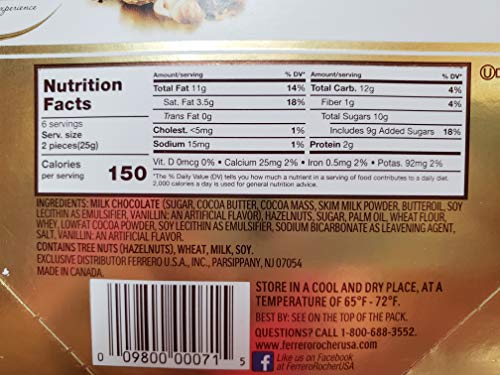 experience
Nutrition
Facts
6 servings
Serv. size
2 pieces(25g)
Calories
per serving 150
Amount/serving % DV*
Total Fat 11g 14%
Sat. Fat 3.5g 18%
Trans Fat 0g
Cholest. <5mg 1%
Sodium 15mg 1%
Amount/serving % DV*
Total Carb. 12g 4%
Fiber 1g 4%
Total Sugars 10g
Includes 9g Added Sugars 18%
Protein 2g
Vit. D 0mcg 0% • Calcium 25mg 2% • Iron 0.5mg 2% • Potas. 92mg 2%
*The % Daily Value (DV) tells you how much a nutrient in a serving of food contributes to a daily diet.
2,000 calories a day is used for general nutrition advice.
INGREDIENTS: MILK CHOCOLATE (SUGAR, COCOA BUTTER, COCOA MASS, SKIM MILK POWDER, BUTTEROIL, SOY
LECITHIN AS EMULSIFIER, VANILLIN: AN ARTIFICIAL FLAVOR), HAZELNUTS, SUGAR, PALM OIL, WHEAT FLOUR,
WHEY, LOWFAT COCOA POWDER, SOY LECITHIN AS EMULSIFIER, SODIUM BICARBONATE AS LEAVENING AGENT,
SALT, VANILLIN: AN ARTIFICIAL FLAVOR.
CONTAINS TREE NUTS (HAZELNUTS), WHEAT, MILK, SOY.
EXCLUSIVE DISTRIBUTOR FERRERO U.S.A., INC., PARSIPPANY, NJ 07054
MADE IN CANADA.
0 09800 00071 5
STORE IN A COOL AND DRY PLACE, AT A
TEMPERATURE OF 65°F - 72°F.
BEST BY: SEE ON THE TOP OF THE PACK.
QUESTIONS? CALL 1-800-688-3552.
www.ferrerorocherusa.com
f Like us on Facebook
at FerreroRocherUSA
U D